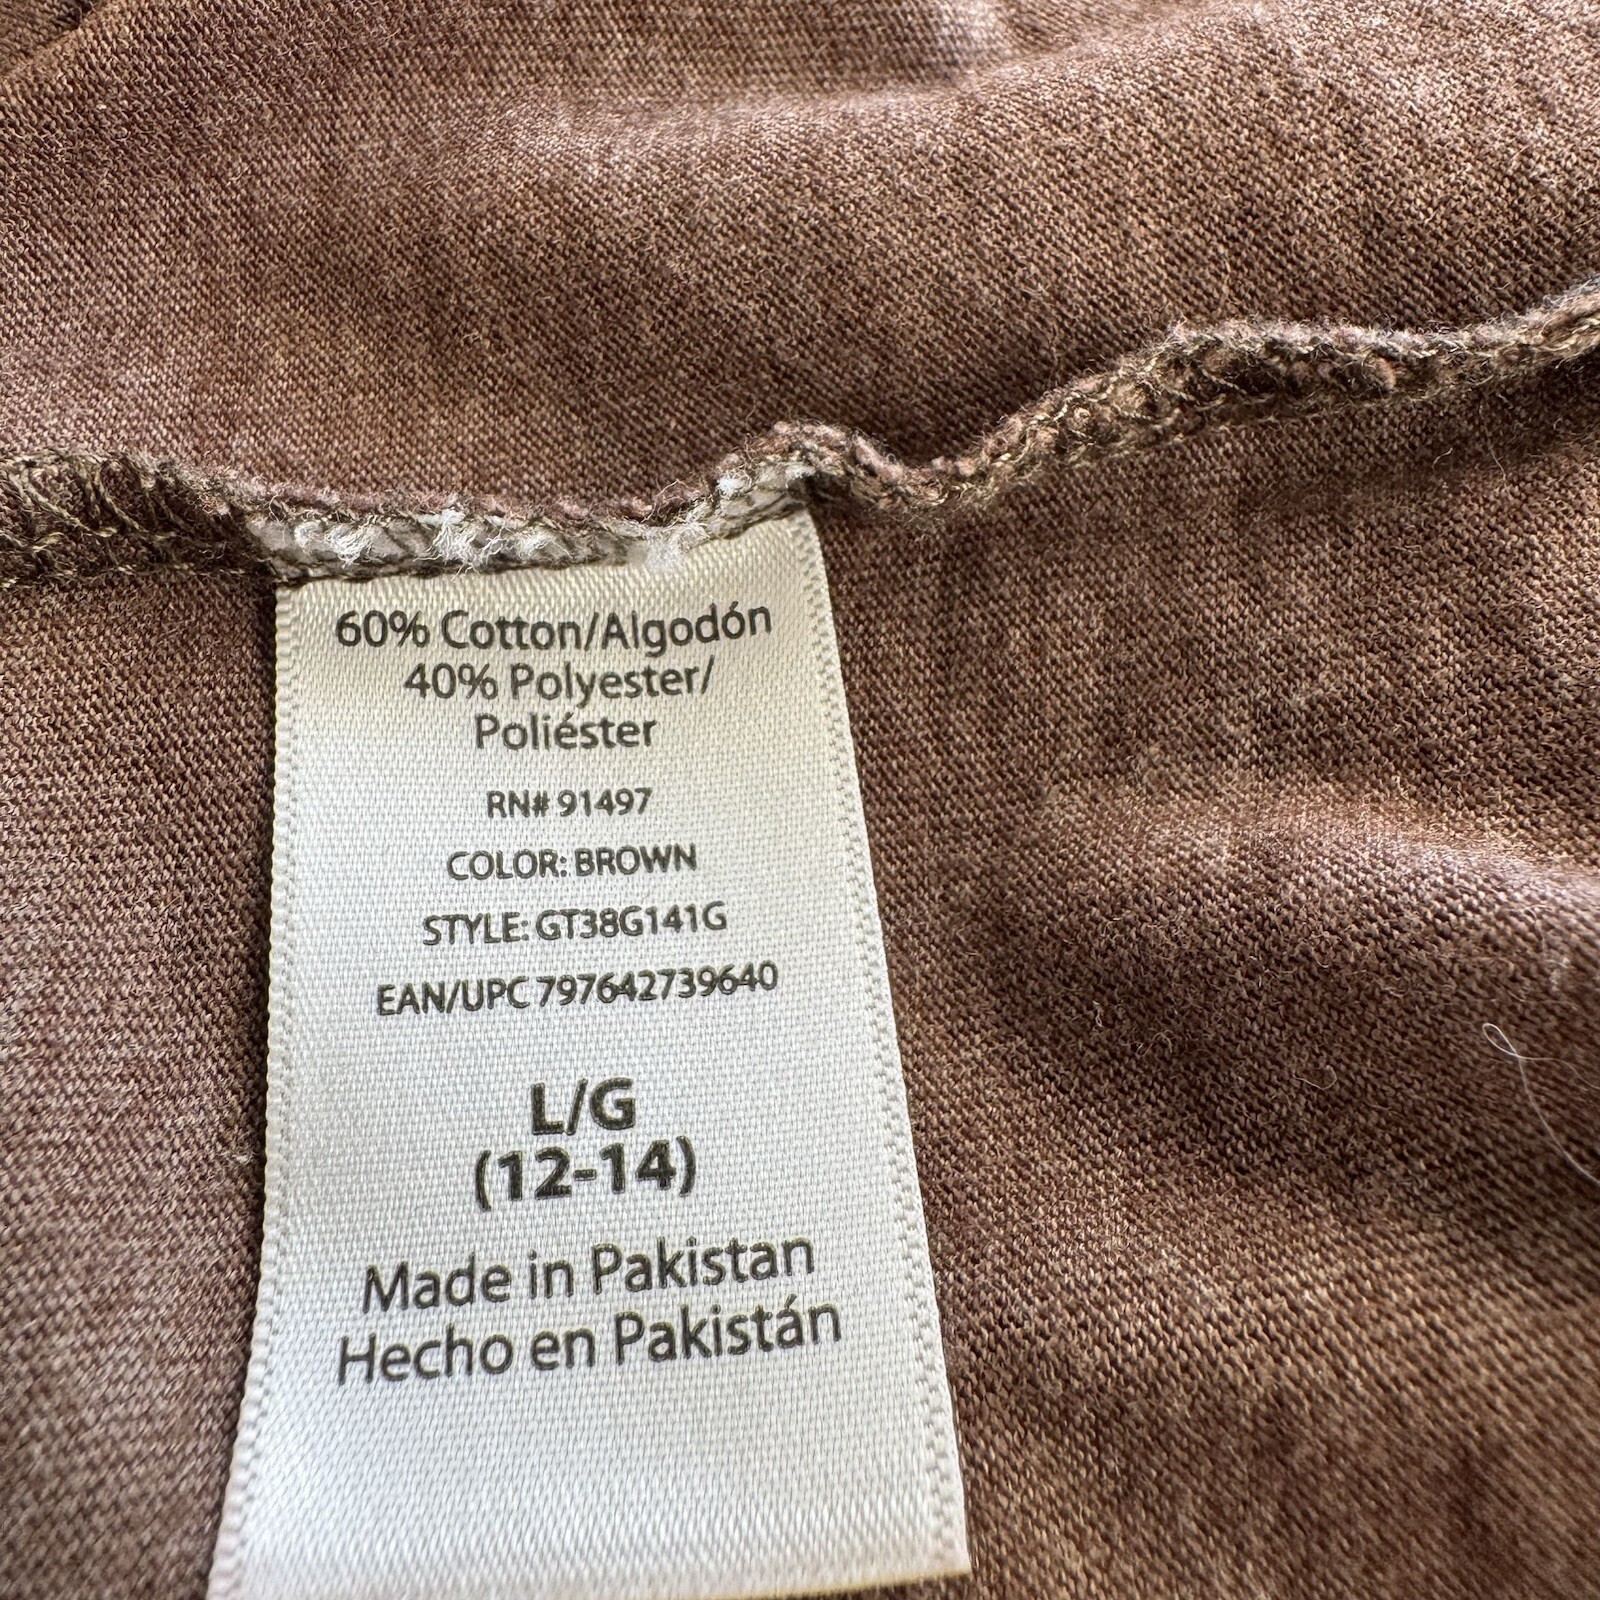 60% Cotton/Algodón
40% Polyester/
Poliéster
RN# 91497
COLOR: BROWN
STYLE: GT38G141G
EAN/UPC 797642739640
L/G
(12-14)
Made in Pakistan
Hecho en Pakistán